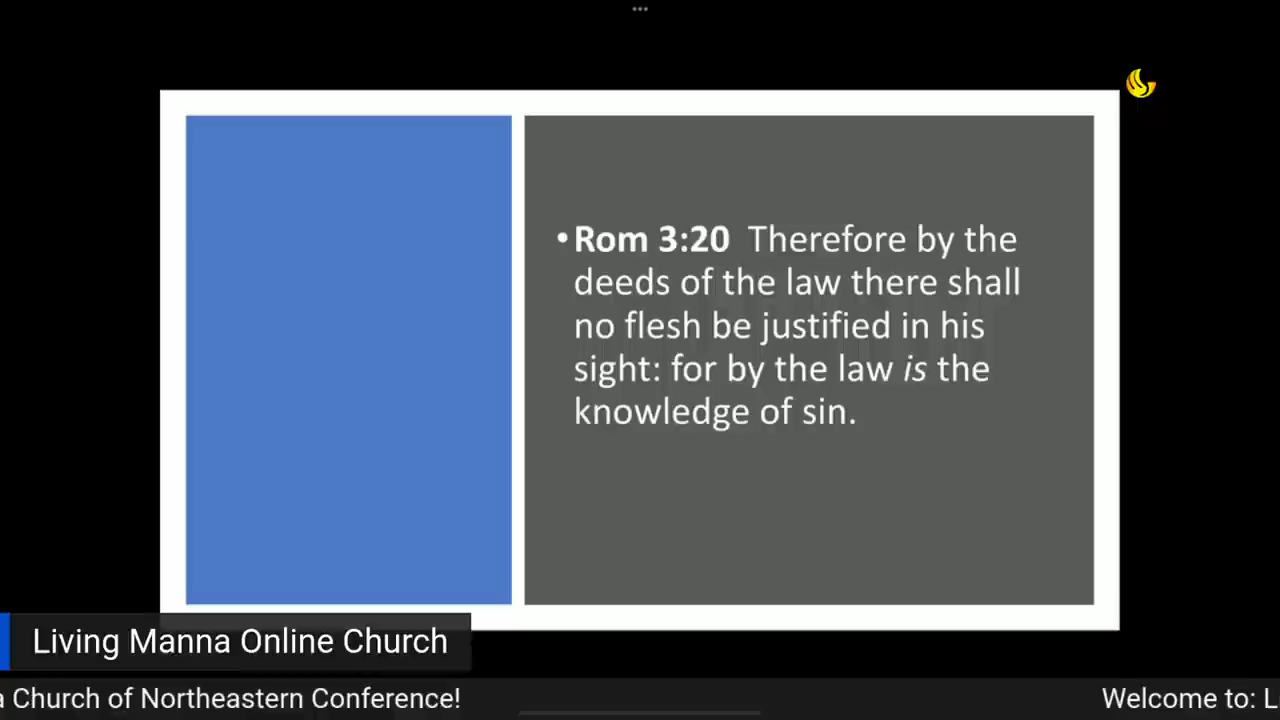 •Rom 3:20 Therefore by the
deeds of the law there shall
no flesh be justified in his
sight: for by the law is the
knowledge of sin.
Living Manna Online Church
a Church of Northeastern Conference!
Welcome to: L